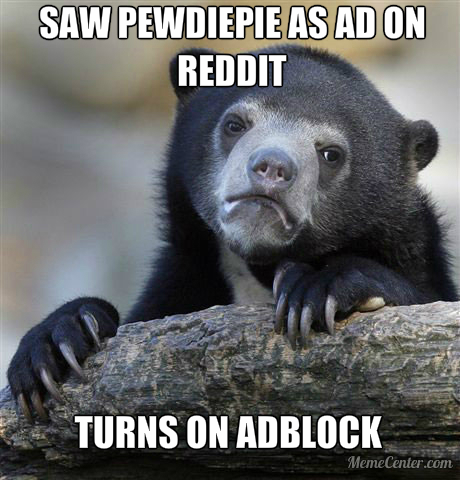 SAW PEWDIEPIE AS AD ON
REDDIT
TURNS ON ADBLOCK
MemeCenter.com